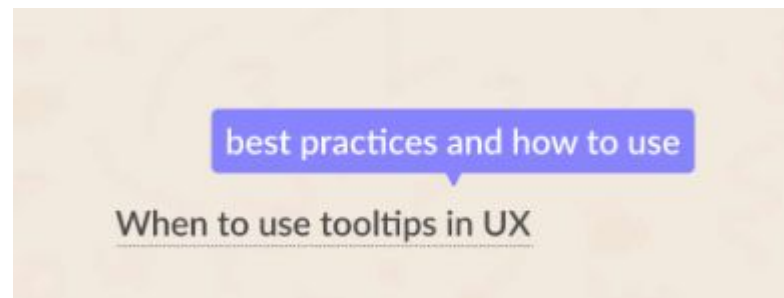 best practices and how to use
When to use tooltips in UX